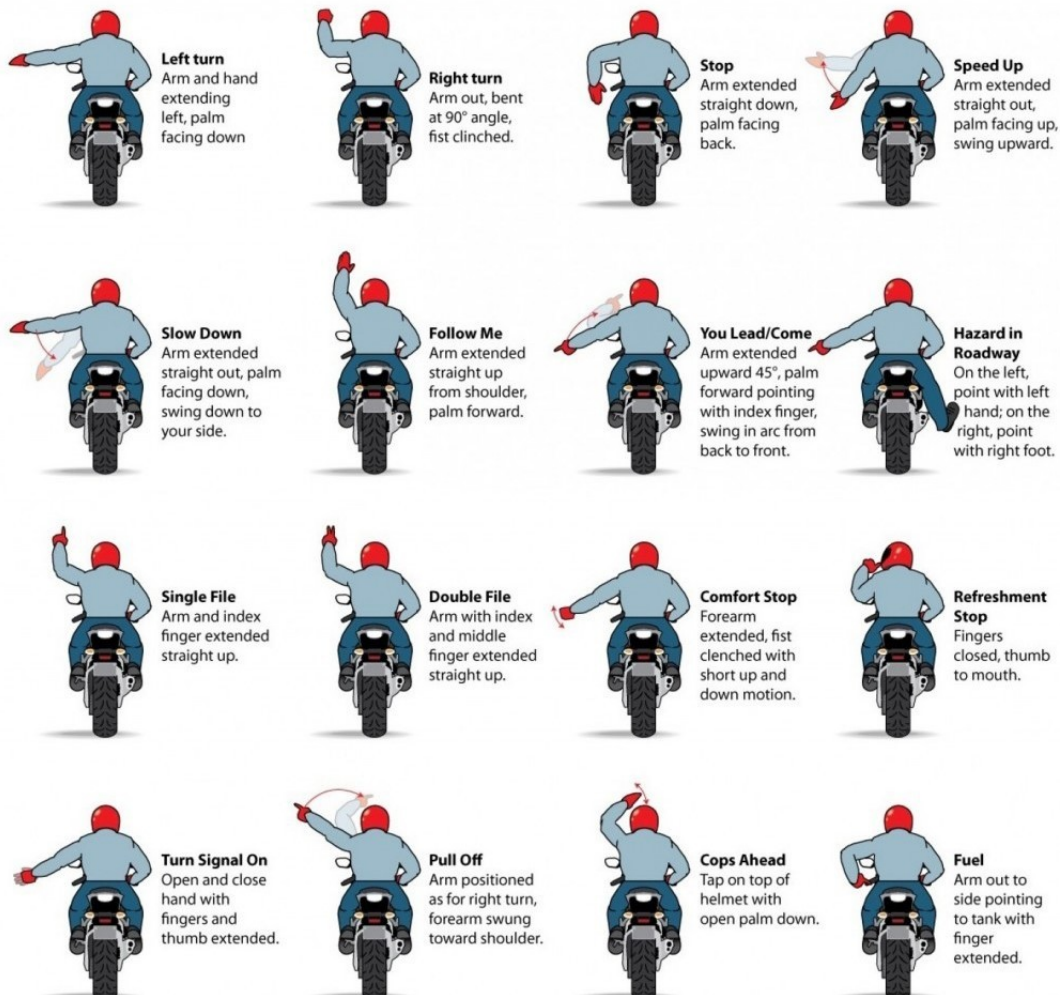 Left turn
Arm and hand
extending
left, palm
facing down
Right turn
Arm out, bent
at 90° angle,
fist clinched.
Stop
Arm extended
straight down,
palm facing
back.
Speed Up
Arm extended
straight out,
palm facing up,
swing upward.
Slow Down
Arm extended
straight out, palm
facing down,
swing down to
your side.
Follow Me
Arm extended
straight up
from shoulder,
palm forward.
You Lead/Come
Arm extended
upward 45°, palm
forward pointing
with index finger,
swing in arc from
back to front.
Hazard in
Roadway
On the left,
point with left
hand; on the
right, point
with right foot.
Single File
Arm and index
finger extended
straight up.
Double File
Arm with index
and middle
finger extended
straight up.
Comfort Stop
Forearm
extended, fist
clenched with
short up and
down motion.
Refreshment
Stop
Fingers
closed, thumb
to mouth.
Turn Signal On
Open and close
hand with
fingers and
thumb extended.
Pull Off
Arm positioned
as for right turn,
forearm swung
toward shoulder.
Cops Ahead
Tap on top of
helmet with
open palm down.
Fuel
Arm out to
side pointing
to tank with
finger
extended.